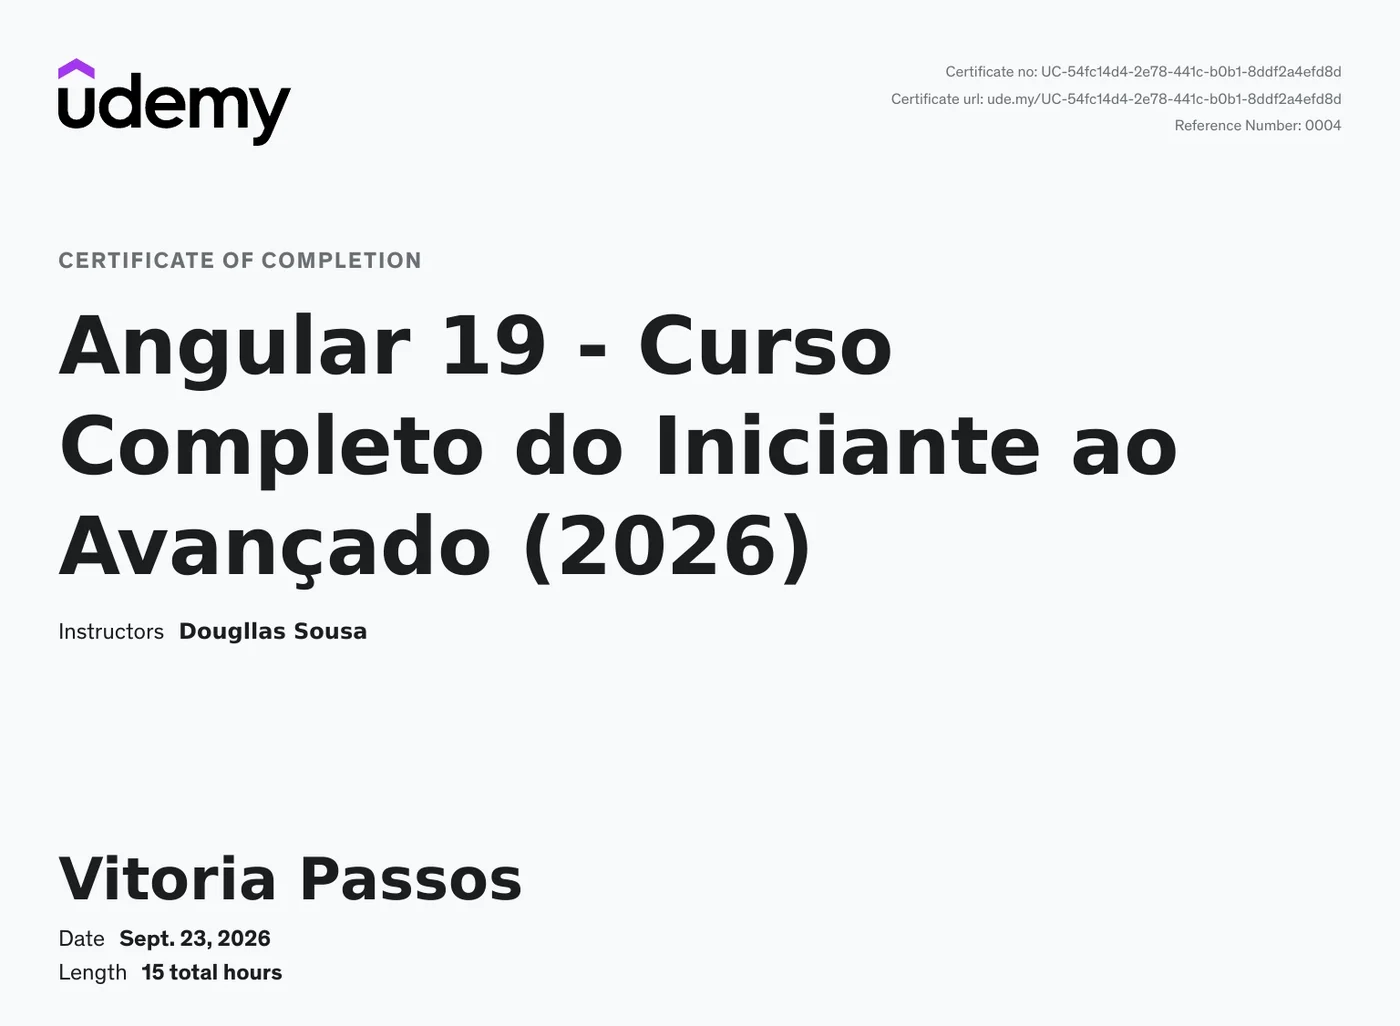 udemy
Certificate no: UC-54fc14d4-2e78-441c-b0b1-8ddf2a4efd8d
Certificate url: ude.my/UC-54fc14d4-2e78-441c-b0b1-8ddf2a4efd8d
Reference Number: 0004
CERTIFICATE OF COMPLETION
Angular 19 - Curso
Completo do Iniciante ao
Avançado (2026)
Instructors Dougllas Sousa
Vitoria Passos
Date Sept. 23, 2026
Length 15 total hours